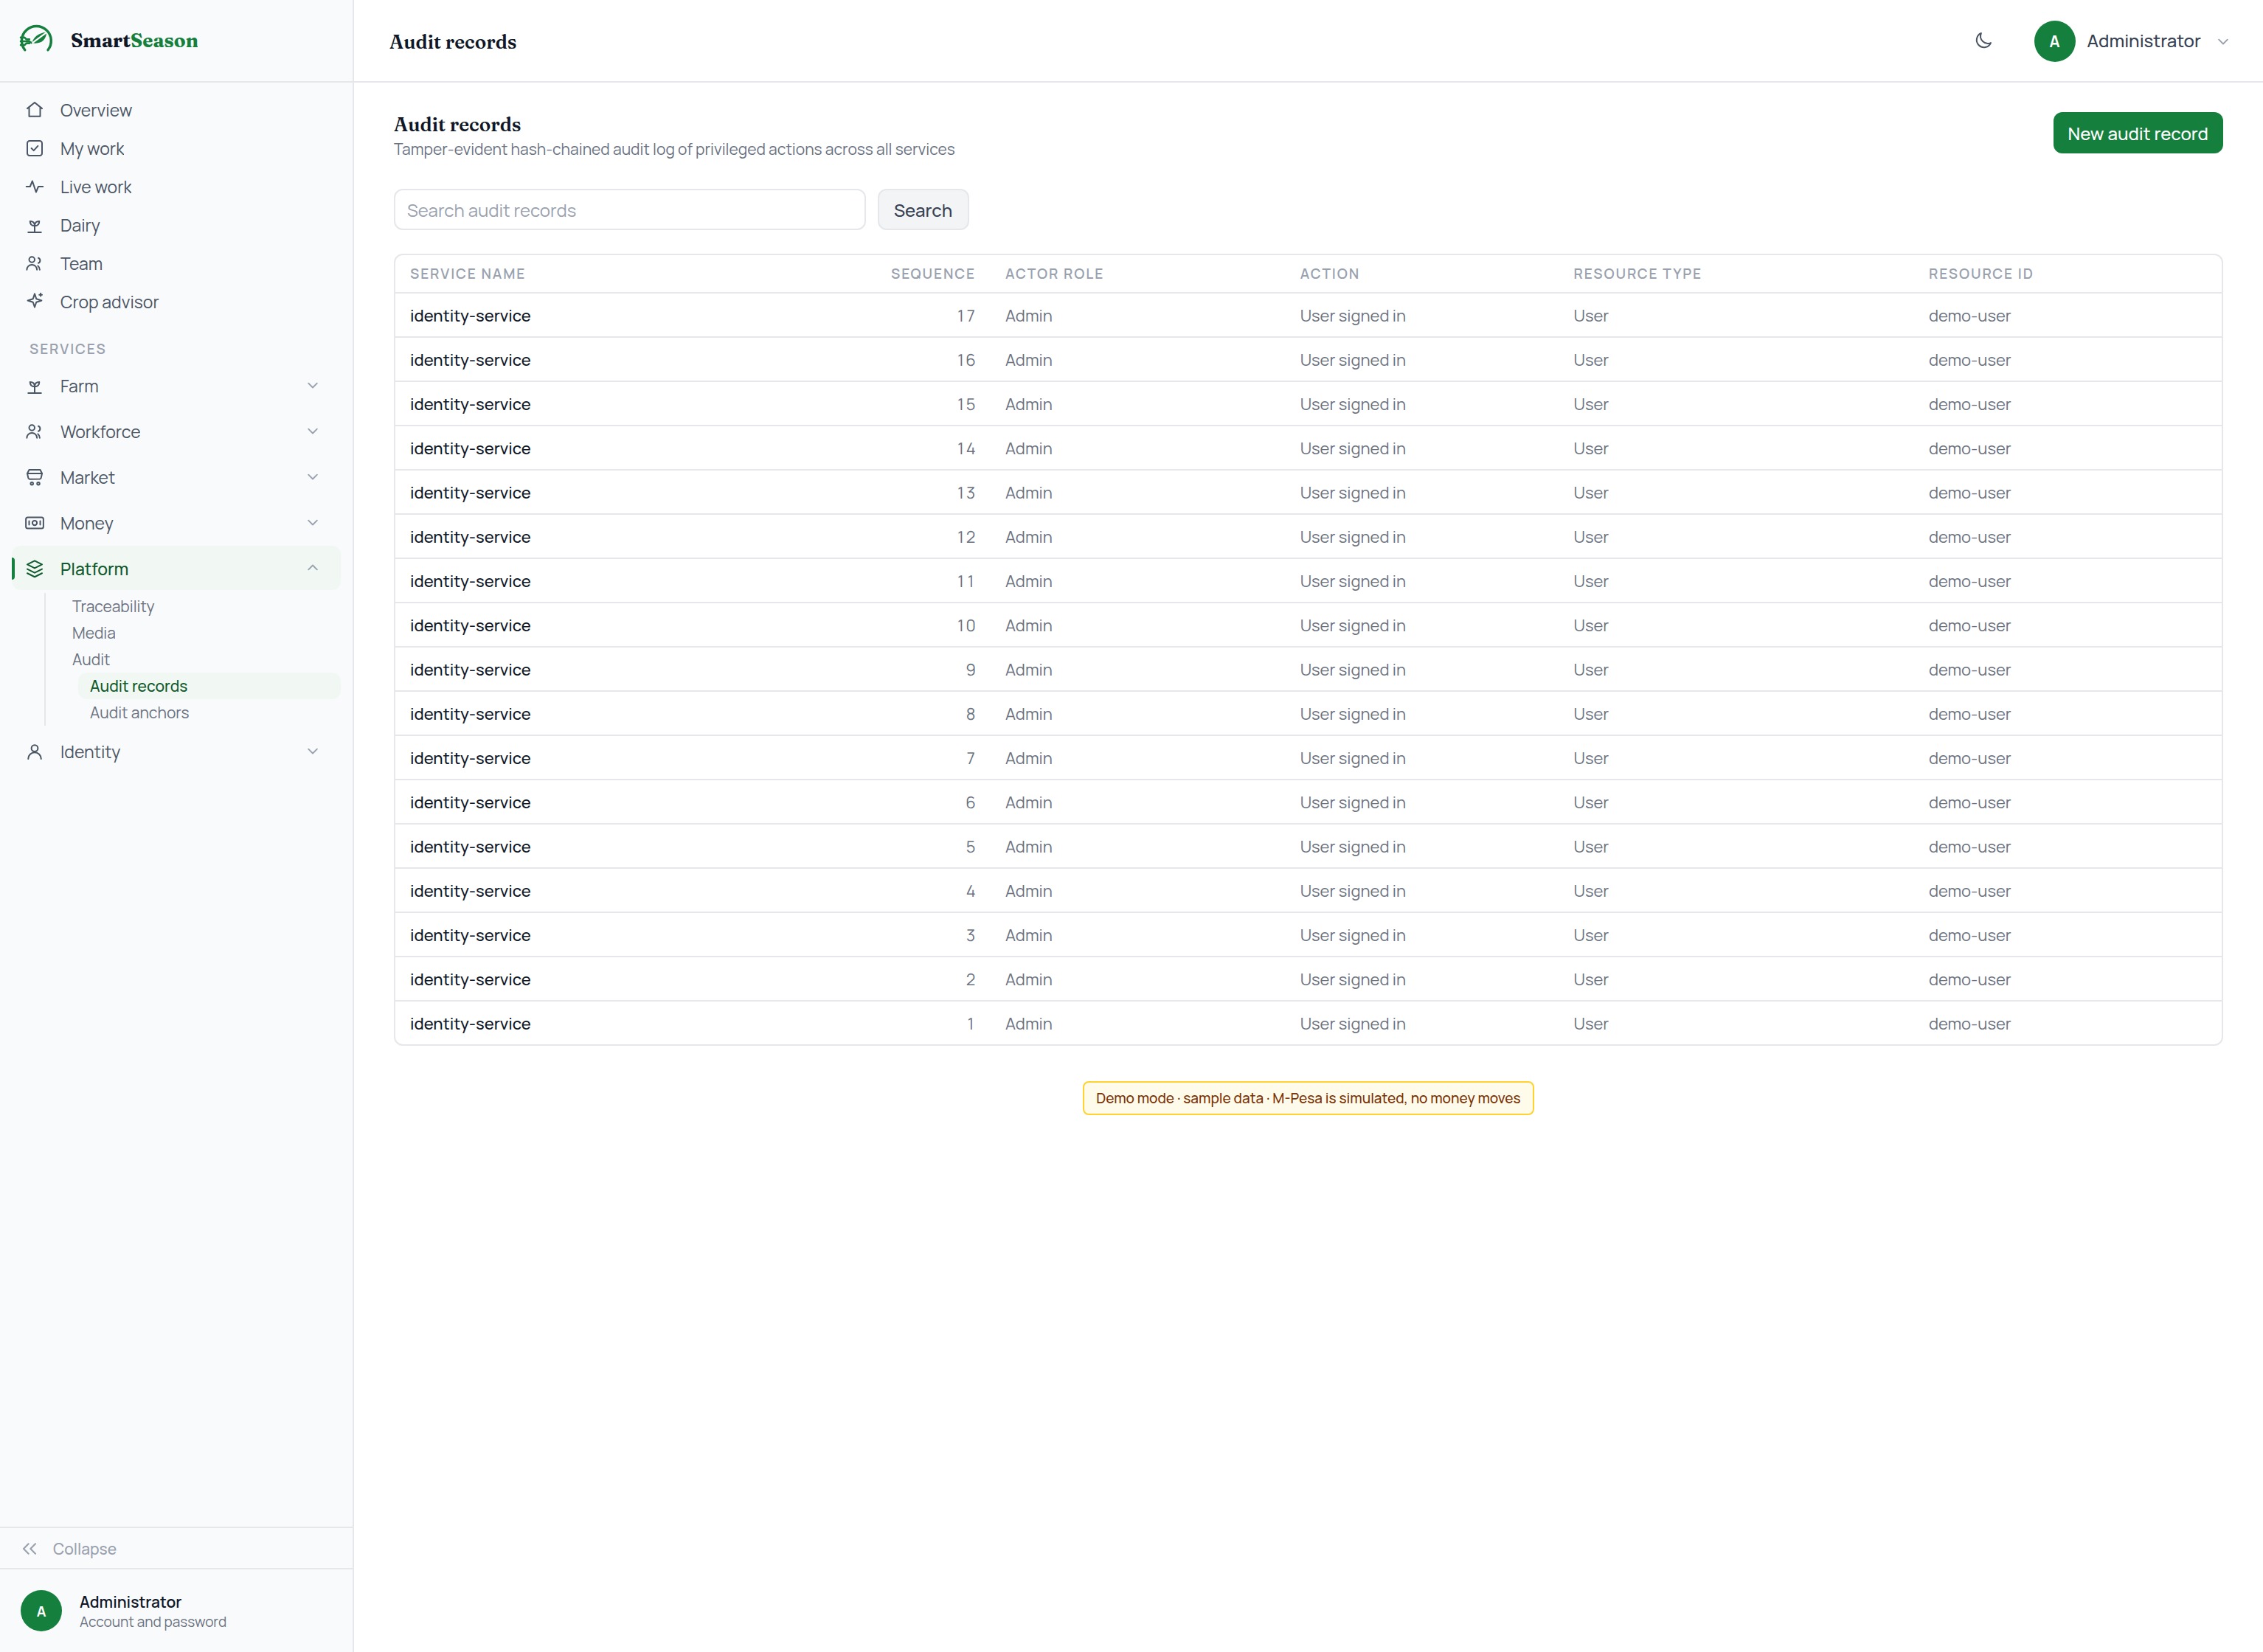 SmartSeason
Audit records
A
Administrator
Overview
My work
Live work
Dairy
Team
Crop advisor
SERVICES
Farm
Workforce
Market
Money
Platform
Traceability
Media
Audit
Audit records
Audit anchors
Identity
Collapse
A
Administrator
Account and password
Audit records
Tamper-evident hash-chained audit log of privileged actions across all services
New audit record
Search audit records
Search
SERVICE NAME SEQUENCE ACTOR ROLE ACTION RESOURCE TYPE RESOURCE ID
identity-service 17 Admin User signed in User demo-user
identity-service 16 Admin User signed in User demo-user
identity-service 15 Admin User signed in User demo-user
identity-service 14 Admin User signed in User demo-user
identity-service 13 Admin User signed in User demo-user
identity-service 12 Admin User signed in User demo-user
identity-service 11 Admin User signed in User demo-user
identity-service 10 Admin User signed in User demo-user
identity-service 9 Admin User signed in User demo-user
identity-service 8 Admin User signed in User demo-user
identity-service 7 Admin User signed in User demo-user
identity-service 6 Admin User signed in User demo-user
identity-service 5 Admin User signed in User demo-user
identity-service 4 Admin User signed in User demo-user
identity-service 3 Admin User signed in User demo-user
identity-service 2 Admin User signed in User demo-user
identity-service 1 Admin User signed in User demo-user
Demo mode · sample data · M-Pesa is simulated, no money moves